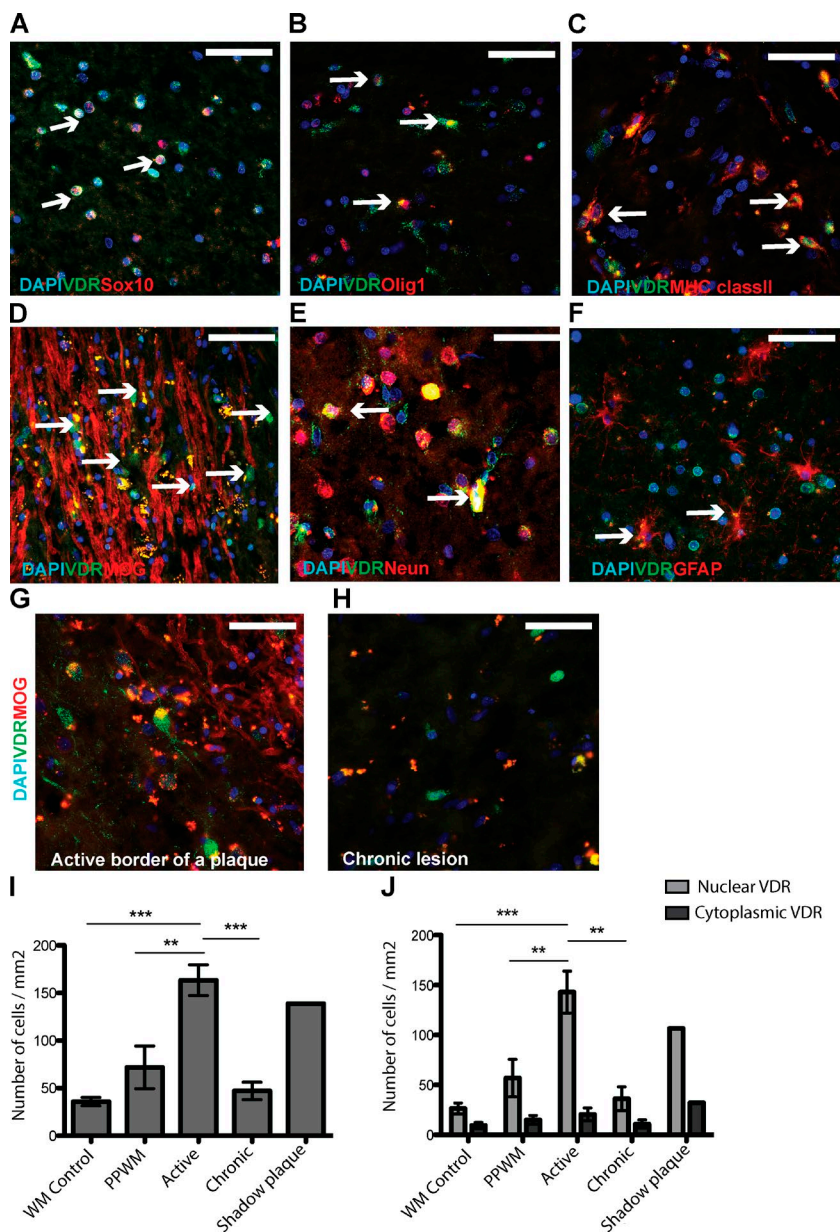 A
B
C
DAPIVDRSox10
DAPIVDROlig1
DAPIVDRMHC classII
D
E
F
DAPIVDRMOG
DAPIVDRNeun
DAPIVDRGFAP
G
H
DAPIVDRMOG
Active border of a plaque
Chronic lesion
I
J
Nuclear VDR
Cytoplasmic VDR
***
**
***
Number of cells / mm2
200
150
100
50
0
WM Control
PPWM
Active
Chronic
Shadow plaque
***
**
**
Number of cells / mm2
200
150
100
50
0
WM Control
PPWM
Active
Chronic
Shadow plaque